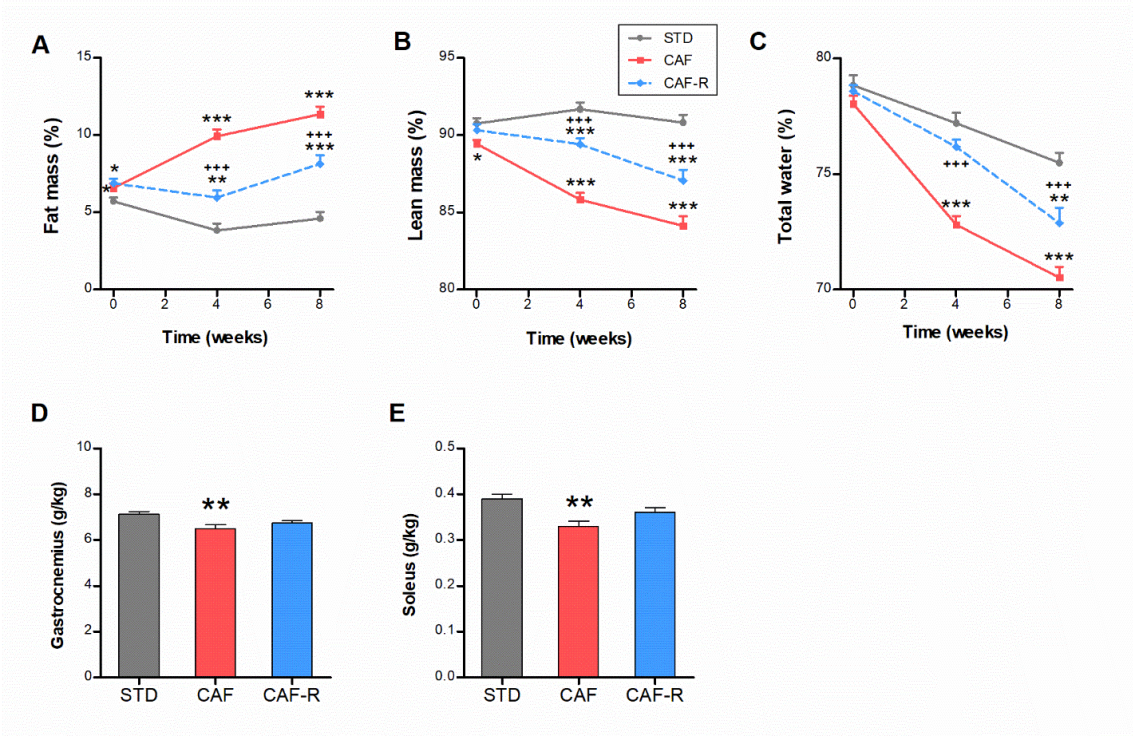 A
B
C
STD
CAF
CAF-R
Fat mass (%)
15
10
5
0
*
*
***
***
+++
**
+++
***
0 2 4 6 8
Time (weeks)
Lean mass (%)
95
90
85
80
*
+++
***
***
+++
***
***
0 2 4 6 8
Time (weeks)
Total water (%)
80
75
70
+++
***
+++
**
***
0 2 4 6 8
Time (weeks)
D
E
Gastrocnemius (g/kg)
10
8
6
4
2
0
**
STD CAF CAF-R
Soleus (g/kg)
0.5
0.4
0.3
0.2
0.1
0.0
**
STD CAF CAF-R